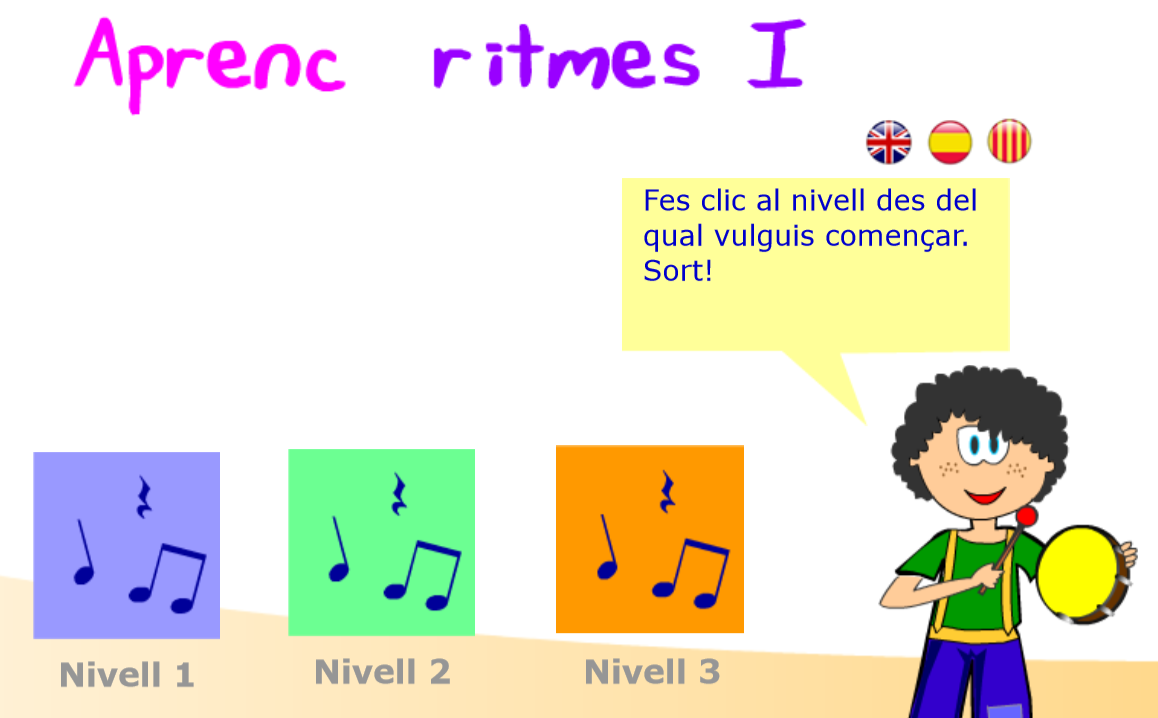 Aprenc ritmes I
Fes clic al nivell des del
qual vulguis començar.
Sort!
Nivell 1
Nivell 2
Nivell 3